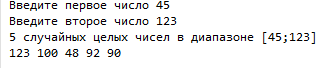 Введите первое число 45
Введите второе число 123
5 случайных целых чисел в диапазоне [45;123]
123 100 48 92 90